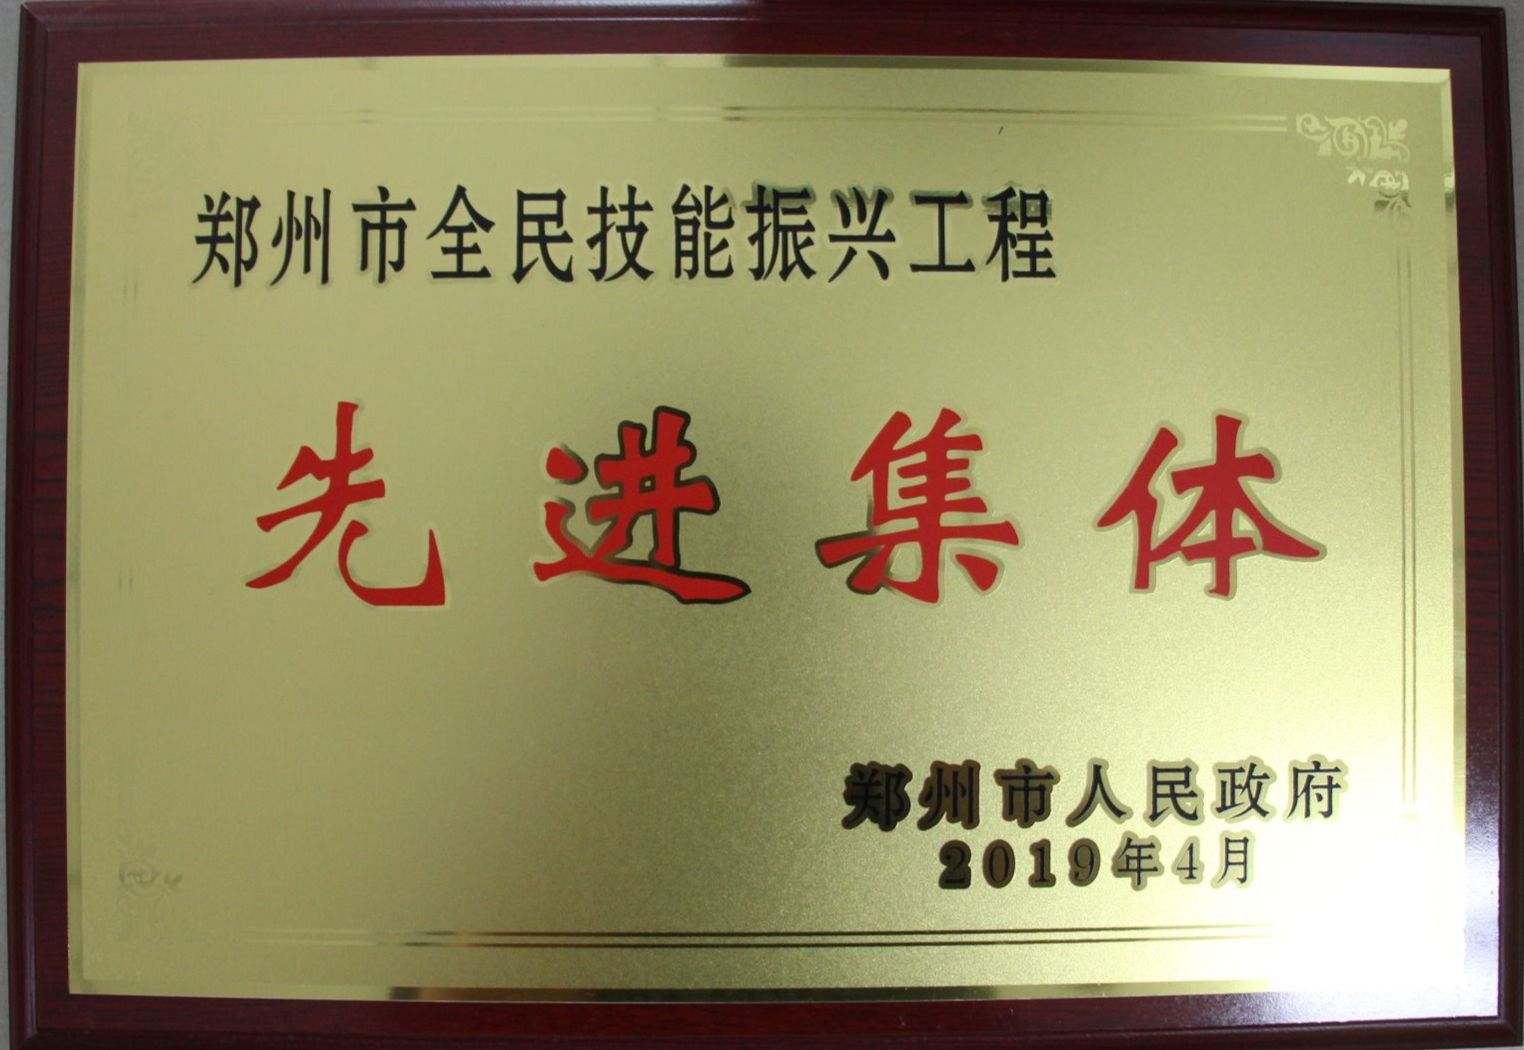 郑州市全民技能振兴工程
先进集体
郑州市人民政府
2019年4月